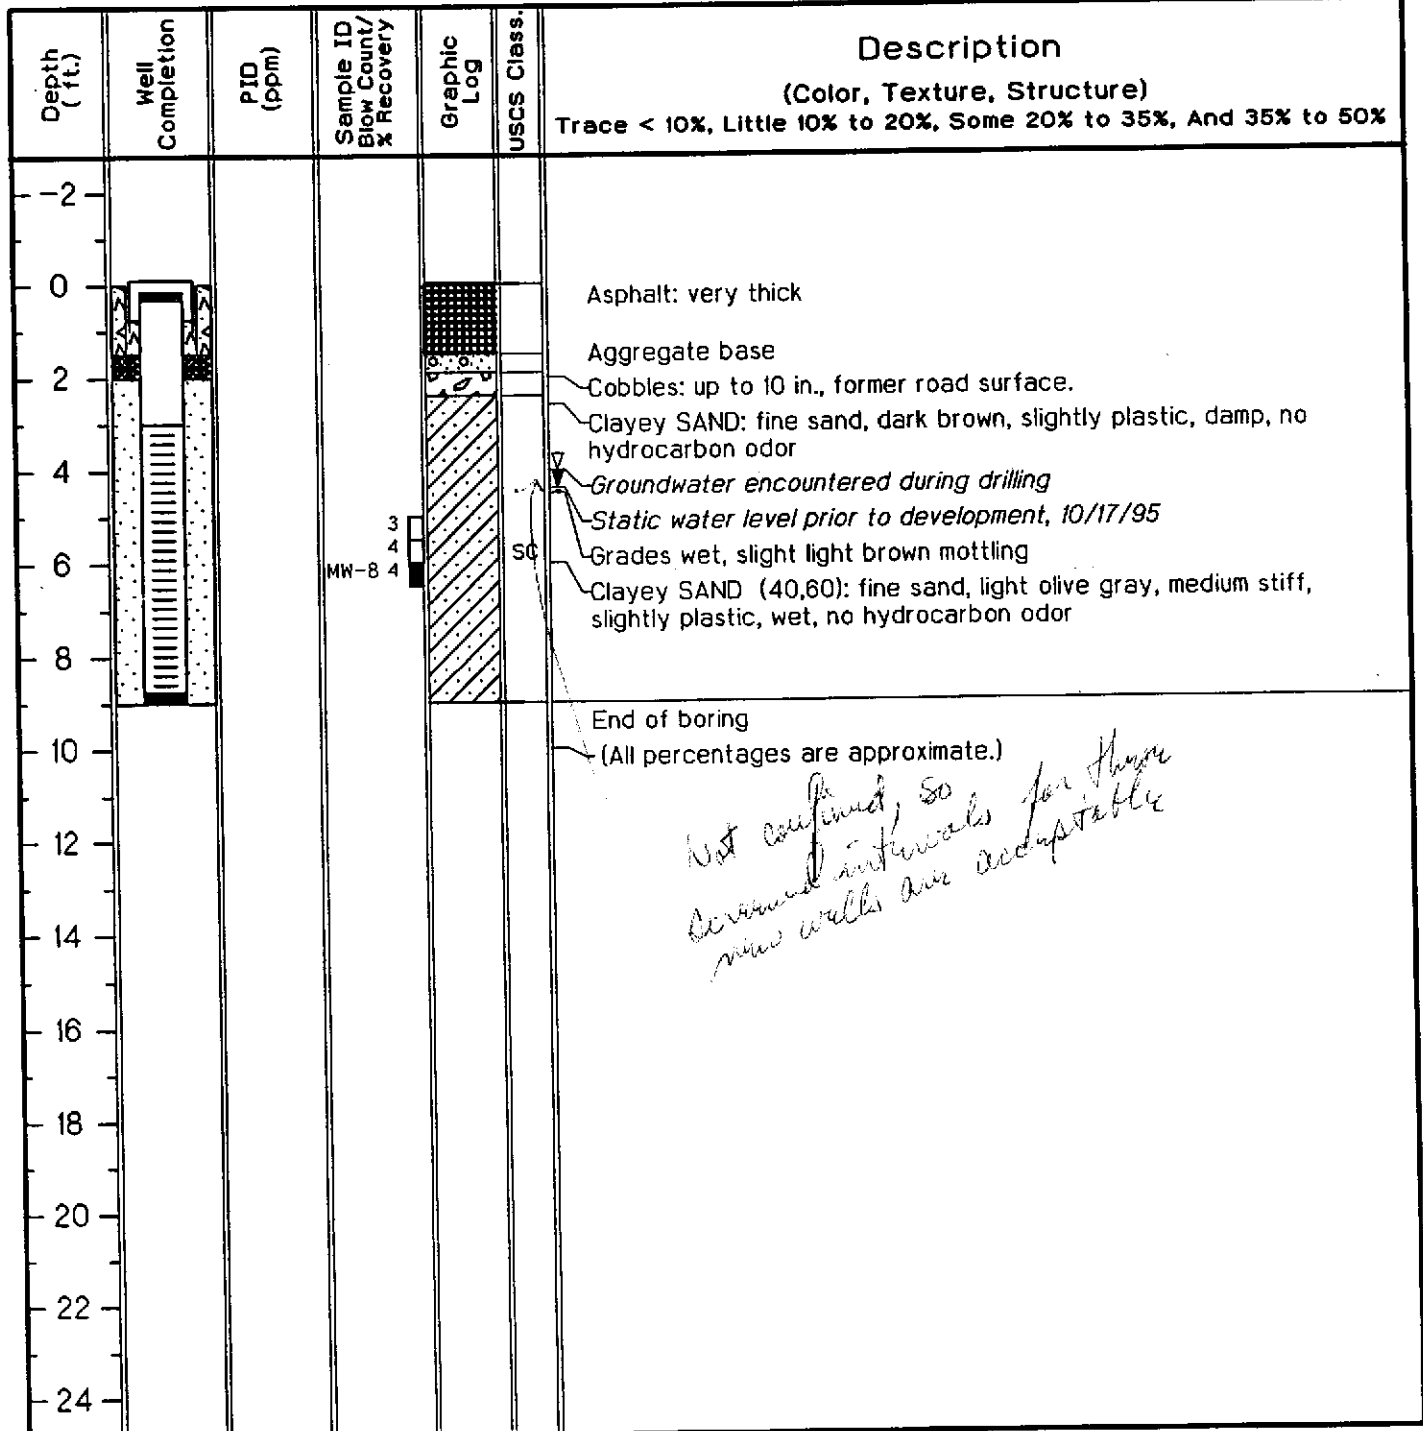 Depth
(ft.)
Well
Completion
PID
(ppm)
Sample ID
Blow Count/
% Recovery
Graphic
Log
USCS Class.
Description
(Color, Texture, Structure)
Trace < 10%, Little 10% to 20%, Some 20% to 35%, And 35% to 50%
-2
0
Asphalt: very thick
Aggregate base
2
Cobbles: up to 10 in., former road surface.
Clayey SAND: fine sand, dark brown, slightly plastic, damp, no
hydrocarbon odor
4
Groundwater encountered during drilling
Static water level prior to development, 10/17/95
3
4
SC
Grades wet, slight light brown mottling
6
MW-8 4
Clayey SAND (40,60): fine sand, light olive gray, medium stiff,
slightly plastic, wet, no hydrocarbon odor
8
End of boring
10
(All percentages are approximate.)
Not confined, so
screened intervals for these
new wells are acceptable
12
14
16
18
20
22
24